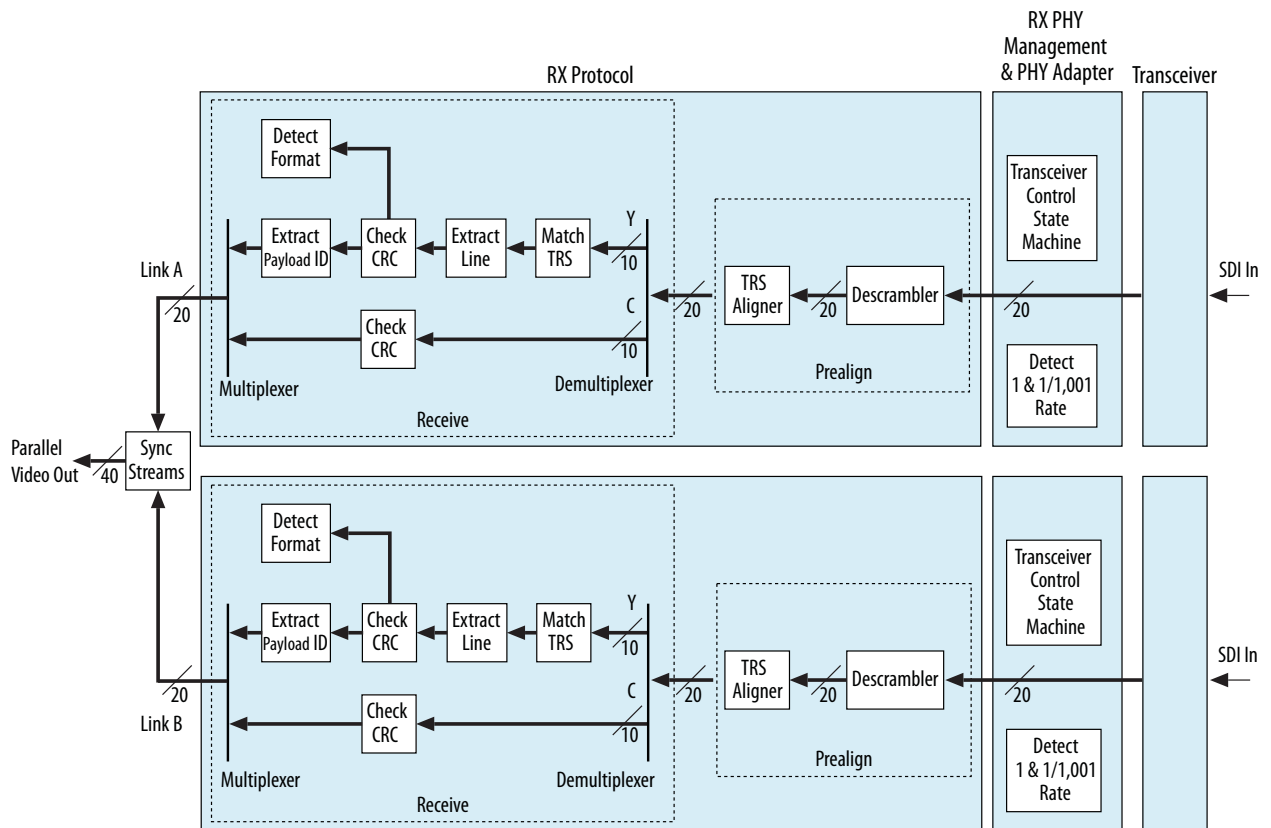 RX Protocol
RX PHY
Management
& PHY Adapter
Transceiver
Detect
Format
Transceiver
Control
State
Machine
Y
Extract
Payload ID
Check
CRC
Extract
Line
Match
TRS
10
Link A
20
C
20
TRS
Aligner
20
Descrambler
20
SDI In
Check
CRC
10
Multiplexer
Demultiplexer
Prealign
Detect
1 & 1/1,001
Rate
Receive
Parallel
Video Out
40
Sync
Streams
Detect
Format
Transceiver
Control
State
Machine
Y
Extract
Payload ID
Check
CRC
Extract
Line
Match
TRS
10
20
Link B
C
20
TRS
Aligner
20
Descrambler
20
SDI In
Check
CRC
10
Multiplexer
Demultiplexer
Prealign
Detect
1 & 1/1,001
Rate
Receive